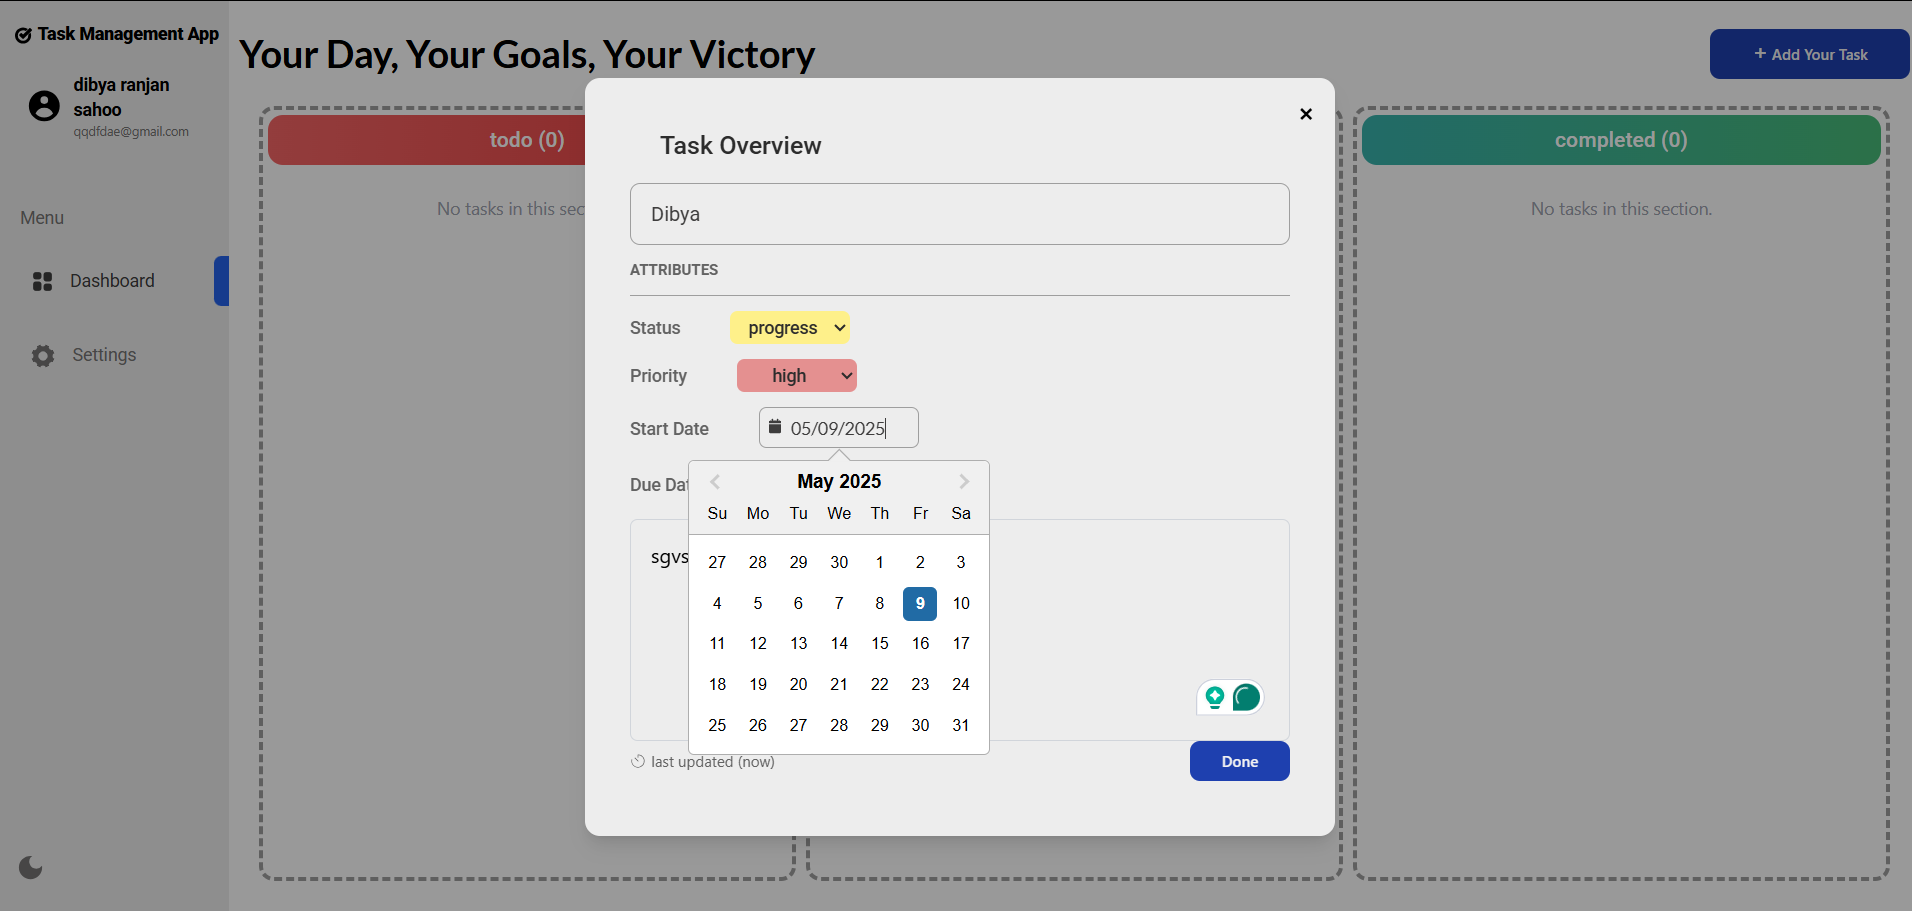 Task Management App
dibya ranjan
sahoo
qqdfdae@gmail.com
Menu
Dashboard
Settings
Your Day, Your Goals, Your Victory
+ Add Your Task
todo (0)
No tasks in this sec
completed (0)
No tasks in this section.
×
Task Overview
Dibya
ATTRIBUTES
Status progress
Priority high
Start Date 05/09/2025
Due Dat
May 2025
Su Mo Tu We Th Fr Sa
27 28 29 30 1 2 3
4 5 6 7 8 9 10
11 12 13 14 15 16 17
18 19 20 21 22 23 24
25 26 27 28 29 30 31
sgvs
last updated (now)
Done